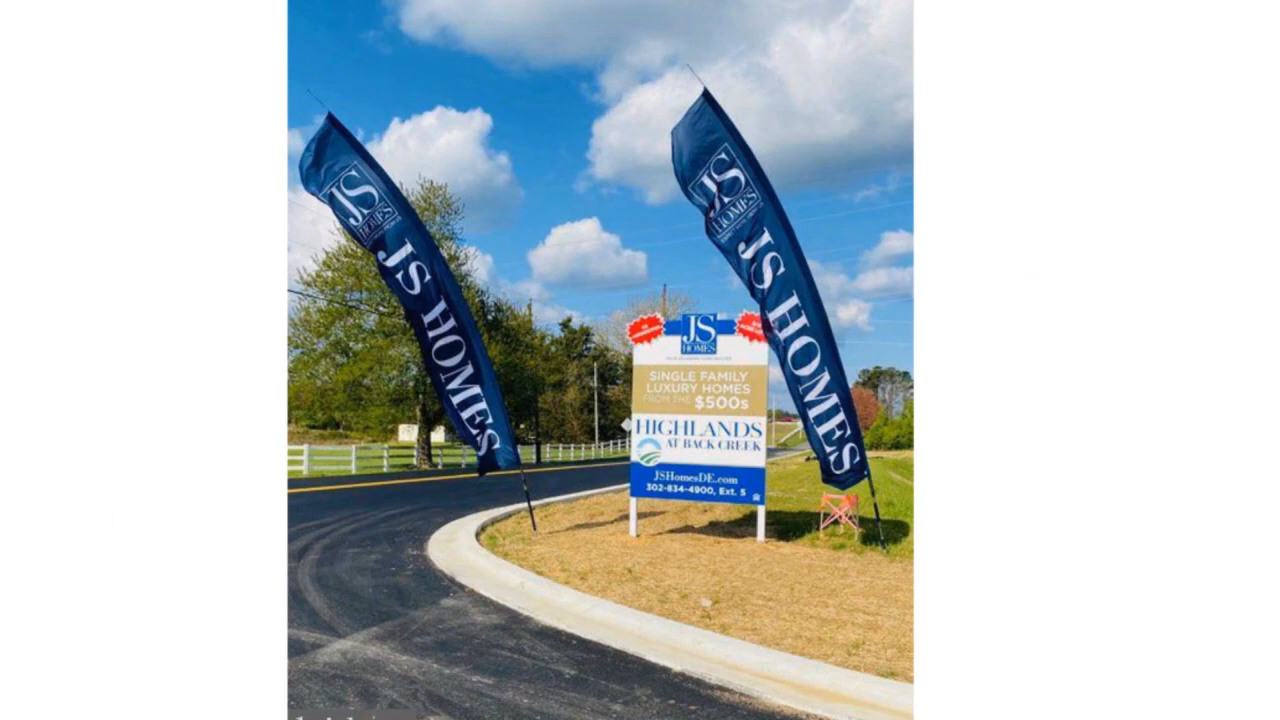 JS
HOMES
JS HOMES
JS
HOMES
JS HOMES
JS
HOMES
SINGLE FAMILY
LUXURY HOMES
FROM THE $500s
HIGHLANDS
AT BACK CREEK
JSHomesDE.com
302-834-4900, Ext. 5